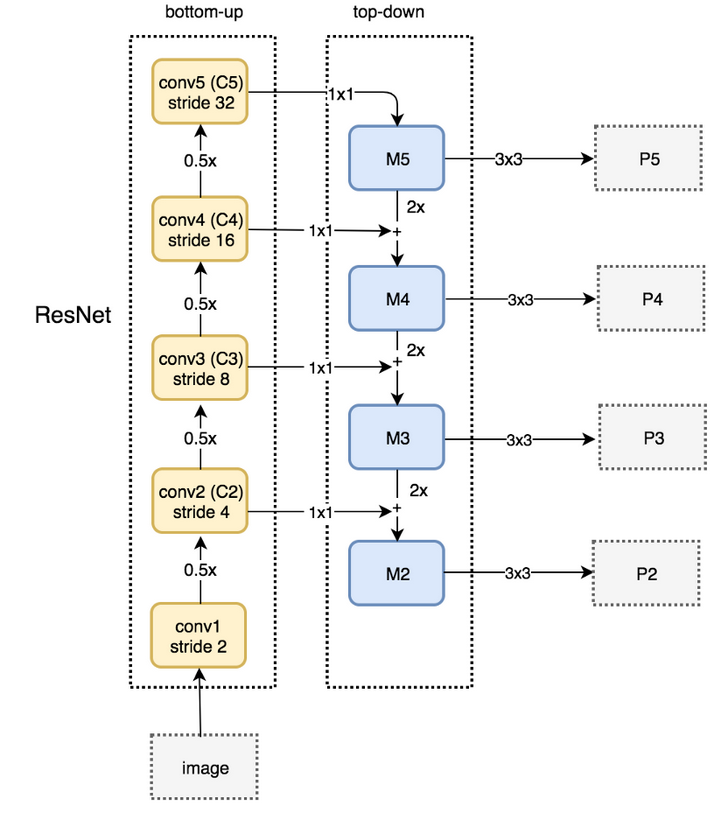 bottom-up
top-down
conv5 (C5)
stride 32
1x1
M5
3x3
P5
0.5x
2x
conv4 (C4)
stride 16
1x1
+
M4
3x3
P4
0.5x
ResNet
2x
conv3 (C3)
stride 8
1x1
+
M3
3x3
P3
0.5x
2x
conv2 (C2)
stride 4
1x1
+
M2
3x3
P2
0.5x
conv1
stride 2
image